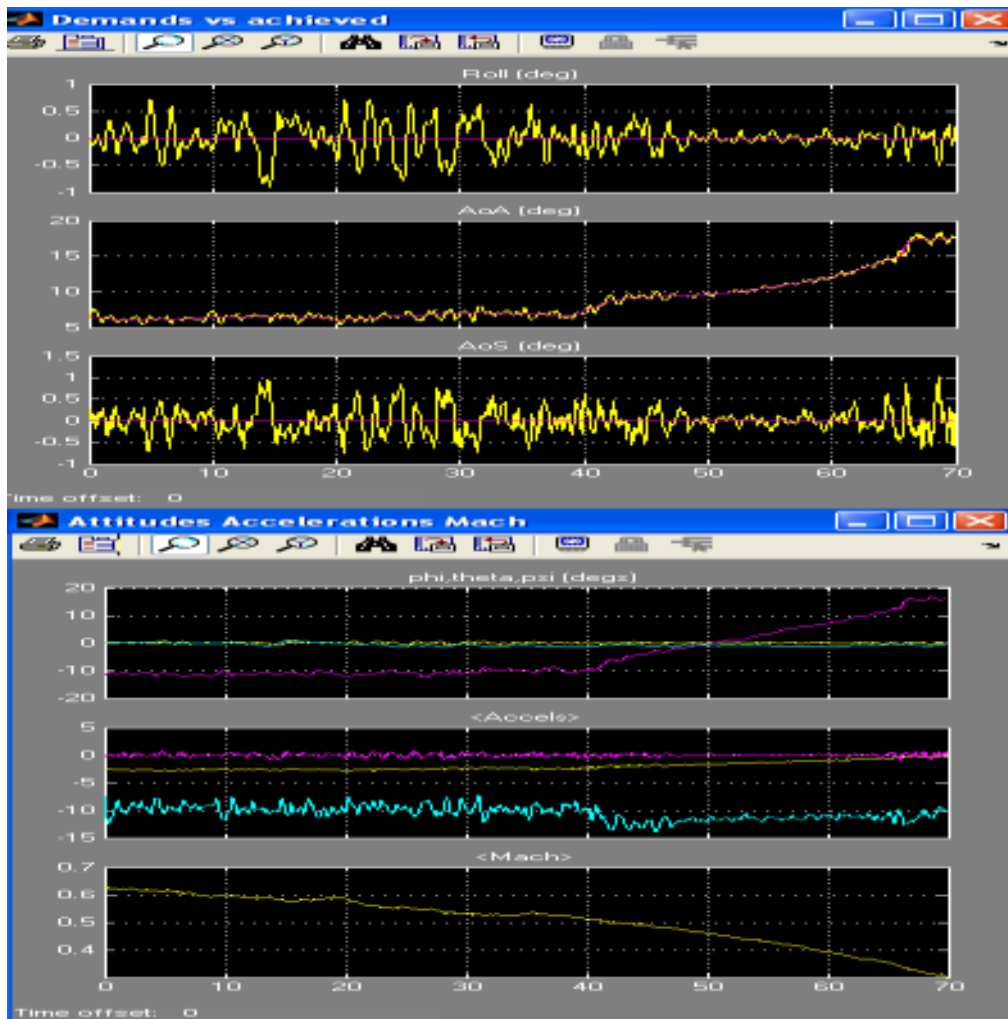 Demands vs achieved
Roll (deg)
1
0.5
0
-0.5
-1
AoA (deg)
20
15
10
5
AoS (deg)
1.5
1
0.5
0
-0.5
-1
0 10 20 30 40 50 60 70
Time offset: 0
Attitudes Accelerations Mach
phi,theta,psi (degs)
20
10
0
-10
-20
<Accels>
5
0
-5
-10
-15
<Mach>
0.7
0.6
0.5
0.4
0 10 20 30 40 50 60 70
Time offset: 0